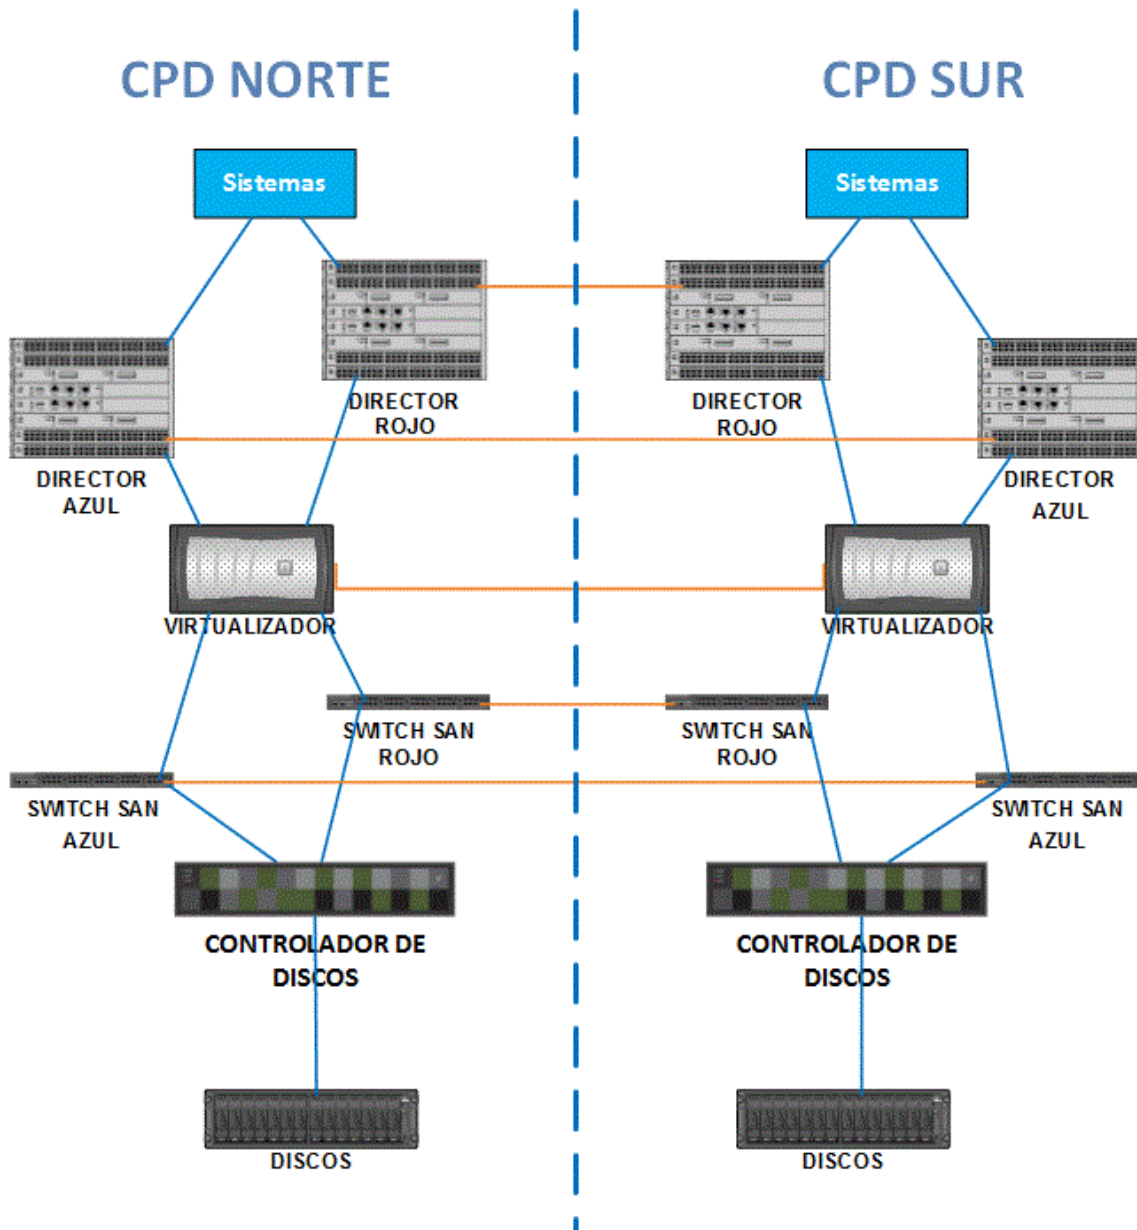 CPD NORTE
CPD SUR
Sistemas
Sistemas
DIRECTOR
ROJO
DIRECTOR
ROJO
DIRECTOR
AZUL
DIRECTOR
AZUL
VIRTUALIZADOR
VIRTUALIZADOR
SWITCH SAN
ROJO
SWITCH SAN
ROJO
SWITCH SAN
AZUL
SWITCH SAN
AZUL
CONTROLADOR DE
DISCOS
CONTROLADOR DE
DISCOS
DISCOS
DISCOS